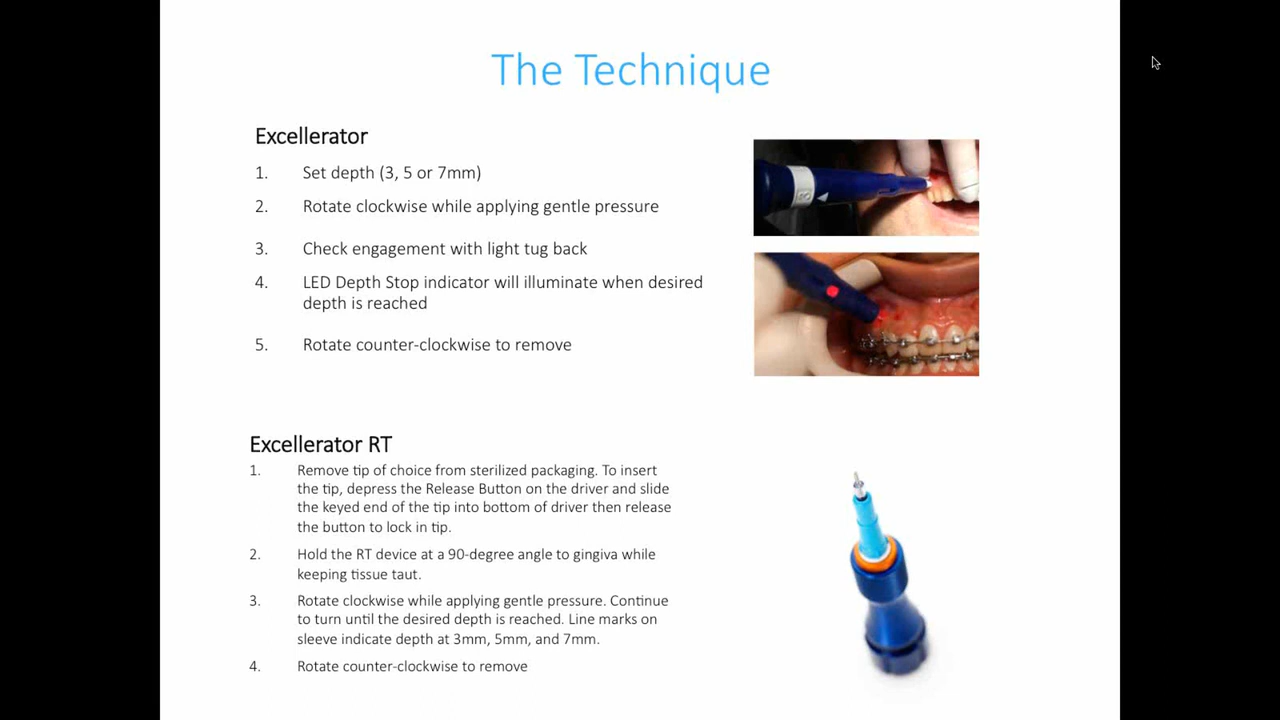 The Technique
Excellerator
1. Set depth (3, 5 or 7mm)
2. Rotate clockwise while applying gentle pressure
3. Check engagement with light tug back
4. LED Depth Stop indicator will illuminate when desired
depth is reached
5. Rotate counter-clockwise to remove
Excellerator RT
1. Remove tip of choice from sterilized packaging. To insert
the tip, depress the Release Button on the driver and slide
the keyed end of the tip into bottom of driver then release
the button to lock in tip.
2. Hold the RT device at a 90-degree angle to gingiva while
keeping tissue taut.
3. Rotate clockwise while applying gentle pressure. Continue
to turn until the desired depth is reached. Line marks on
sleeve indicate depth at 3mm, 5mm, and 7mm.
4. Rotate counter-clockwise to remove